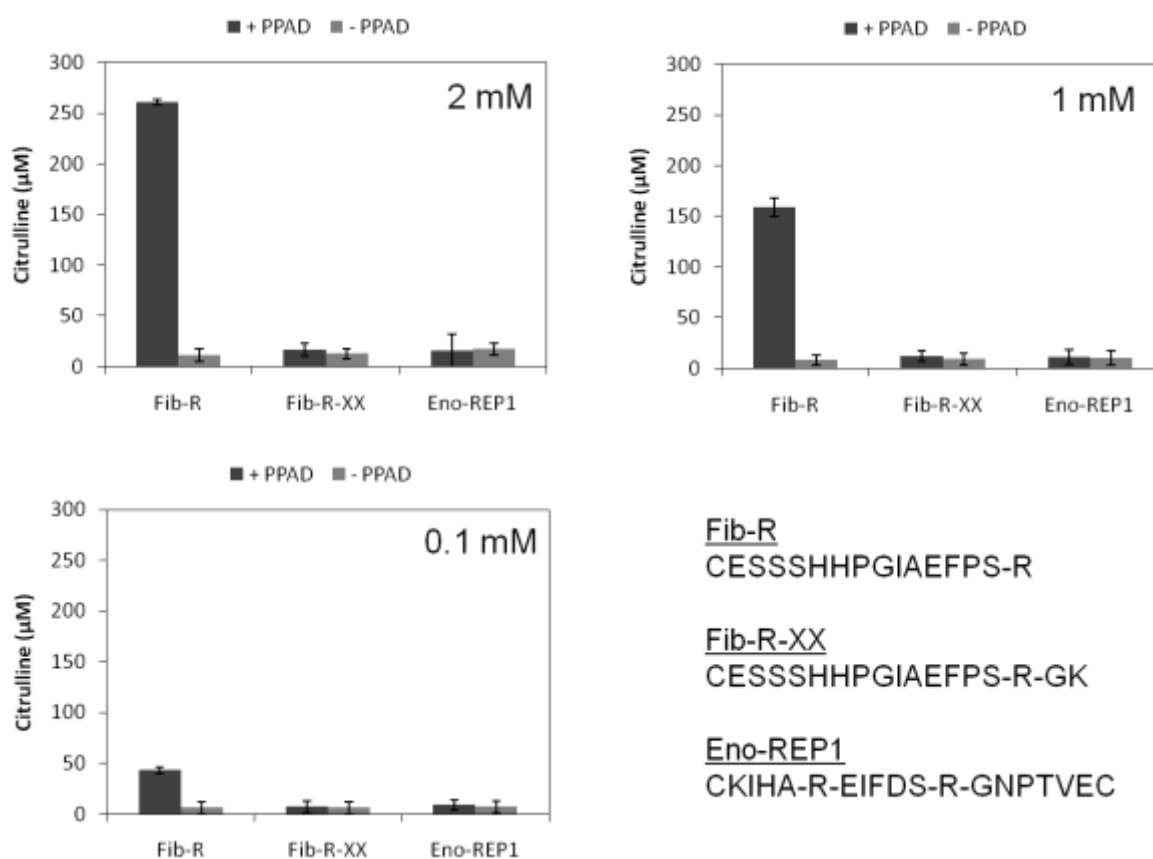 + PPAD - PPAD
300
250
200
150
100
50
0
Citrulline (µM)
2 mM
Fib-R Fib-R-XX Eno-REP1
+ PPAD - PPAD
300
250
200
150
100
50
0
Citrulline (µM)
1 mM
Fib-R Fib-R-XX Eno-REP1
+ PPAD - PPAD
300
250
200
150
100
50
0
Citrulline (µM)
0.1 mM
Fib-R Fib-R-XX Eno-REP1
Fib-R
CESSSHHPGIAEFPS-R
Fib-R-XX
CESSSHHPGIAEFPS-R-GK
Eno-REP1
CKIHA-R-EIFDS-R-GNPTVEC